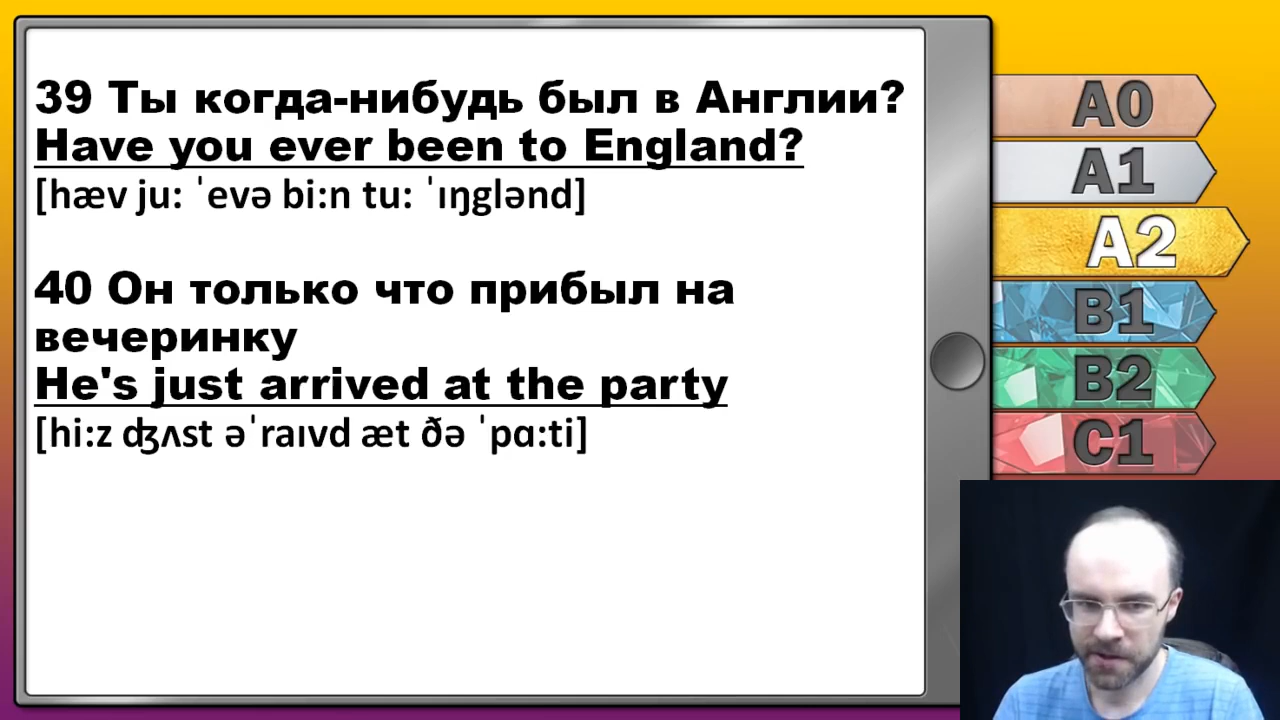 39 Ты когда-нибудь был в Англии?
Have you ever been to England?
[hæv ju: ˈevə bi:n tu: ˈıŋglənd]
40 Он только что прибыл на
вечеринку
He's just arrived at the party
[hi:z ʤʌst əˈraıvd æt ðə ˈpɑ:ti]
A0
A1
A2
B1
B2
C1